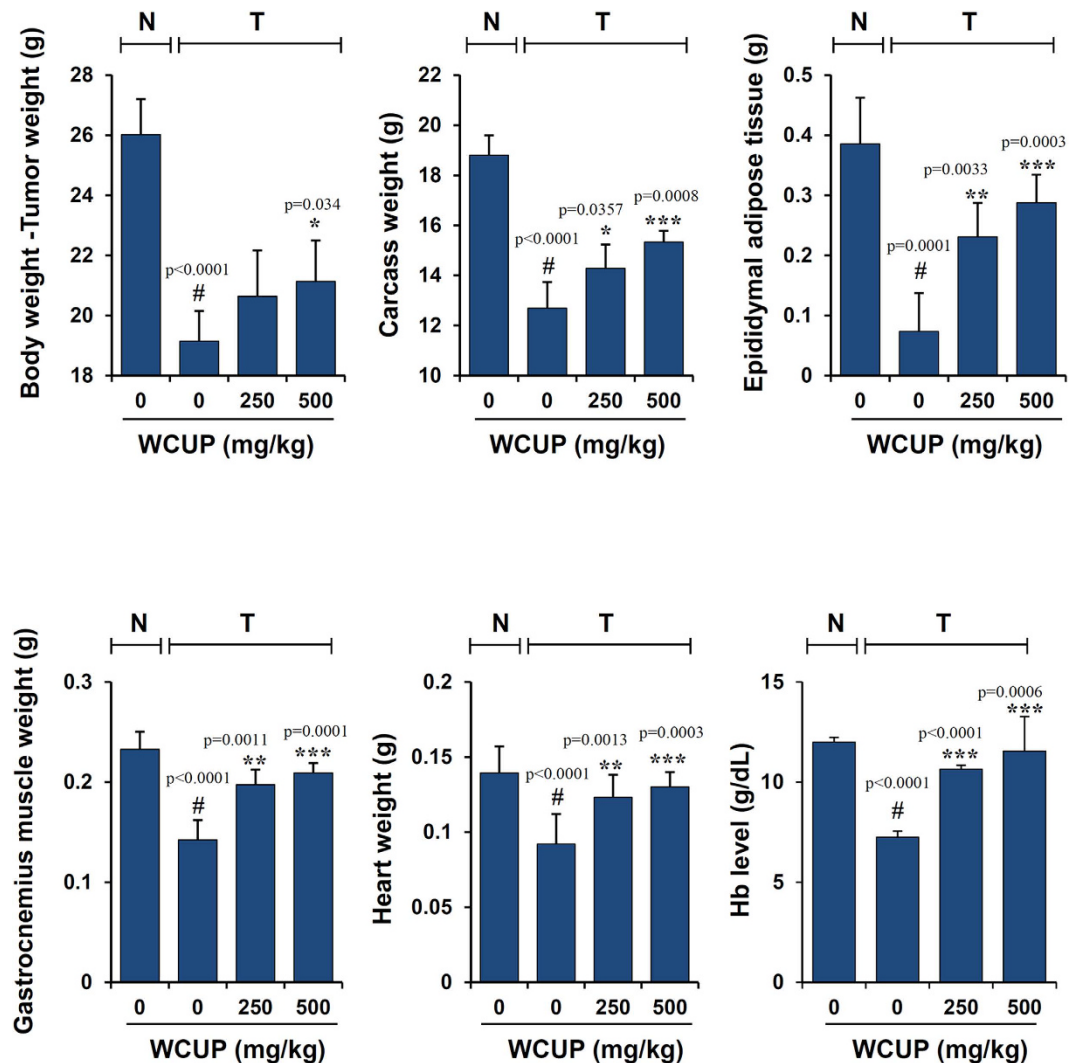 N T
Body weight -Tumor weight (g)
28
26
24
22
20
18
p<0.0001
#
p=0.034
*
0 0 250 500
WCUP (mg/kg)
N T
Carcass weight (g)
22
20
18
16
14
12
10
p<0.0001
#
p=0.0357
*
p=0.0008
***
0 0 250 500
WCUP (mg/kg)
N T
Epididymal adipose tissue (g)
0.5
0.4
0.3
0.2
0.1
0
p=0.0001
#
p=0.0033
**
p=0.0003
***
0 0 250 500
WCUP (mg/kg)
N T
Gastrocnemius muscle weight (g)
0.3
0.2
0.1
0
p<0.0001
#
p=0.0011
**
p=0.0001
***
0 0 250 500
WCUP (mg/kg)
N T
Heart weight (g)
0.2
0.15
0.1
0.05
0
p<0.0001
#
p=0.0013
**
p=0.0003
***
0 0 250 500
WCUP (mg/kg)
N T
Hb level (g/dL)
15
10
5
0
p<0.0001
#
p<0.0001
***
p=0.0006
***
0 0 250 500
WCUP (mg/kg)